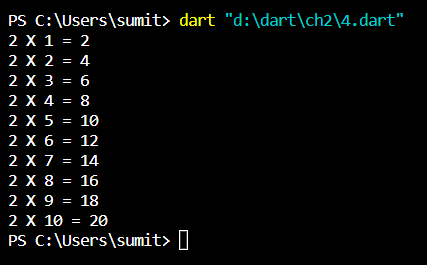 PS C:\Users\sumit> dart "d:\dart\ch2\4.dart"
2 X 1 = 2
2 X 2 = 4
2 X 3 = 6
2 X 4 = 8
2 X 5 = 10
2 X 6 = 12
2 X 7 = 14
2 X 8 = 16
2 X 9 = 18
2 X 10 = 20
PS C:\Users\sumit>